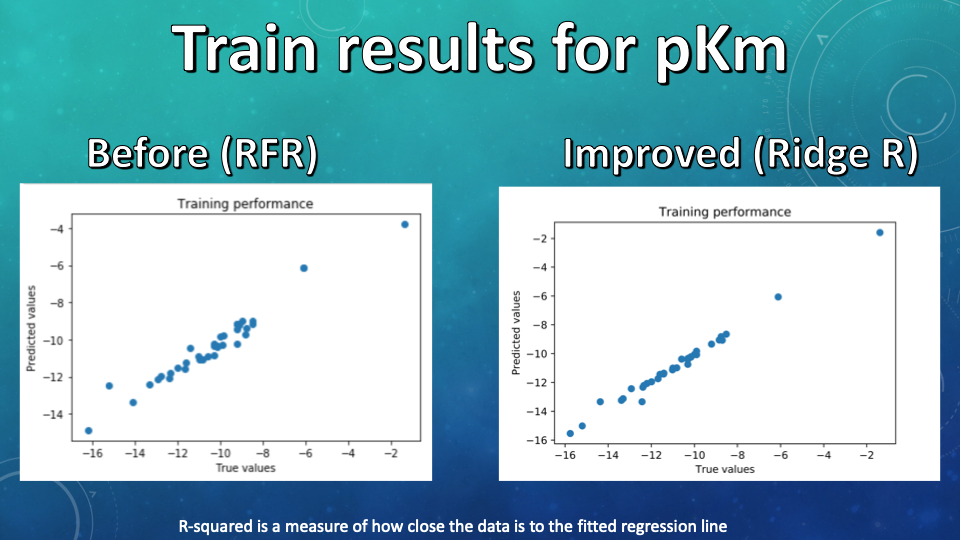 Train results for pKm
Before (RFR)
Improved (Ridge R)
Training performance
Predicted values
−4
−6
−8
−10
−12
−14
−16 −14 −12 −10 −8 −6 −4 −2
True values
Training performance
Predicted values
−2
−4
−6
−8
−10
−12
−14
−16
−16 −14 −12 −10 −8 −6 −4 −2
True values
R-squared is a measure of how close the data is to the fitted regression line